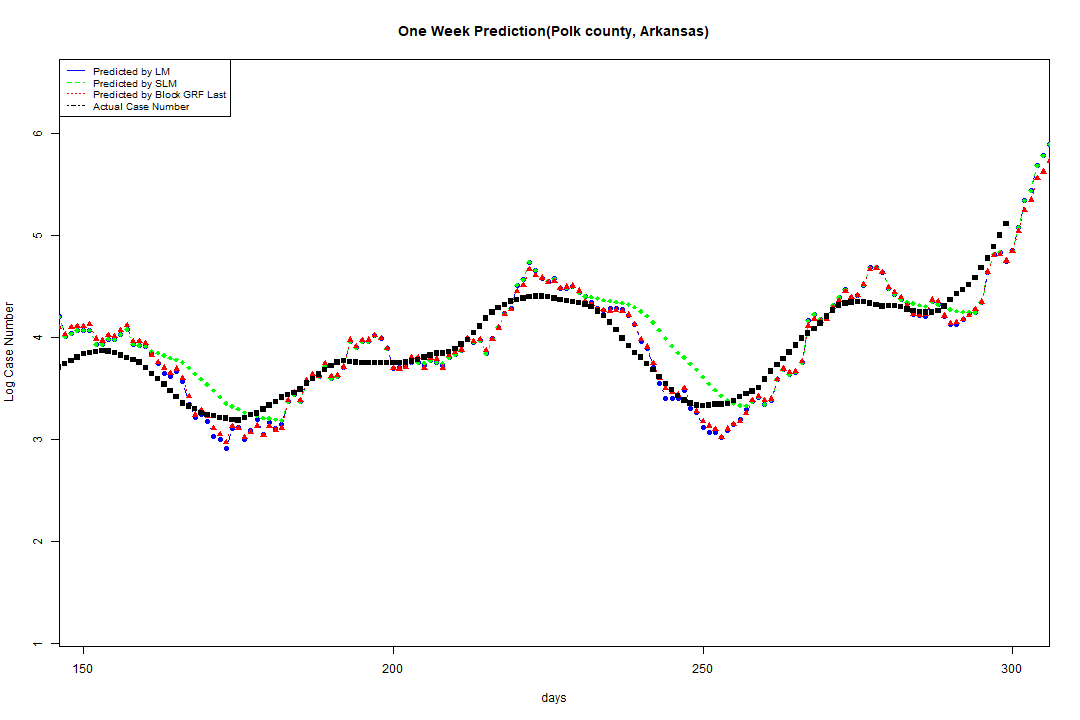 One Week Prediction(Polk county, Arkansas)
Predicted by LM
Predicted by SLM
Predicted by Block GRF Last
Actual Case Number
6
5
4
3
2
1
Log Case Number
150 200 250 300
days